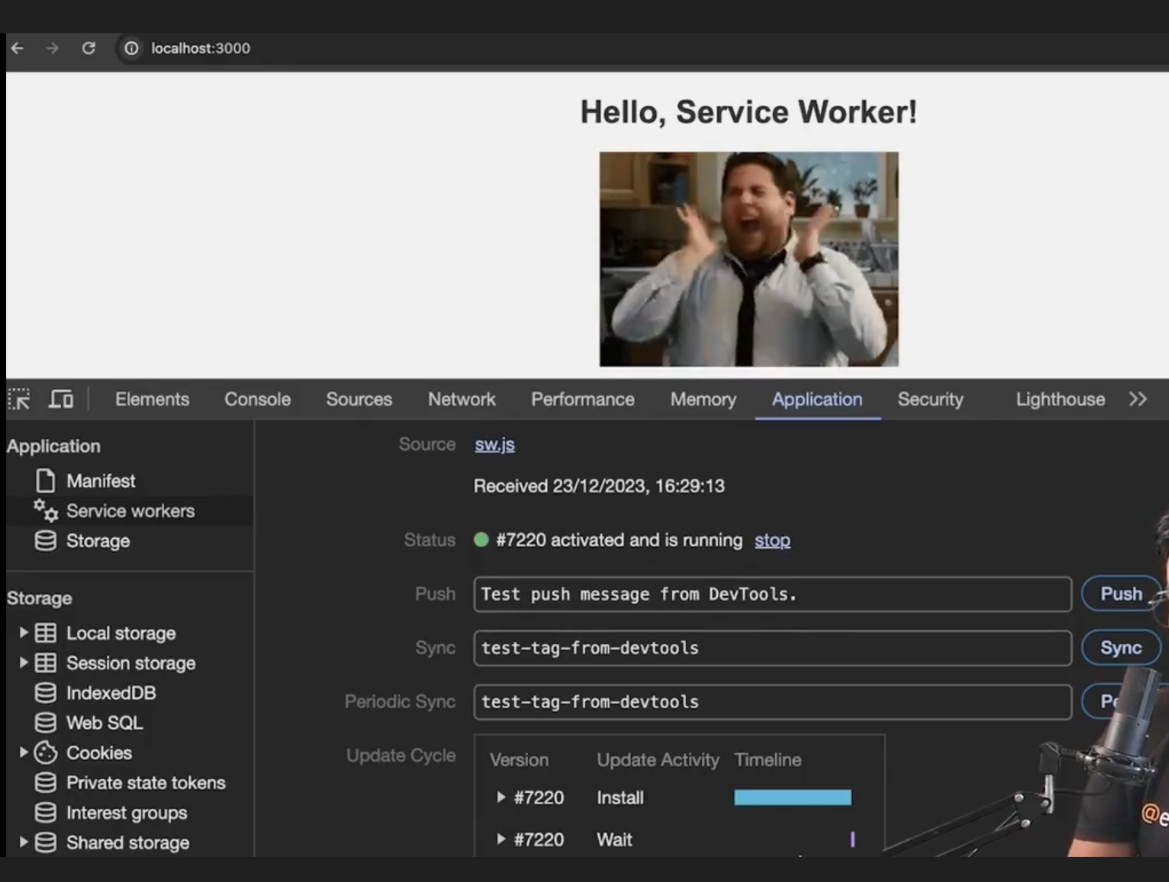 localhost:3000
Hello, Service Worker!
Elements Console Sources Network Performance Memory Application Security Lighthouse
Application
Manifest
Service workers
Storage
Storage
Local storage
Session storage
IndexedDB
Web SQL
Cookies
Private state tokens
Interest groups
Shared storage
Source sw.js
Received 23/12/2023, 16:29:13
Status #7220 activated and is running stop
Push Test push message from DevTools. Push
Sync test-tag-from-devtools Sync
Periodic Sync test-tag-from-devtools
Update Cycle Version Update Activity Timeline
#7220 Install
#7220 Wait